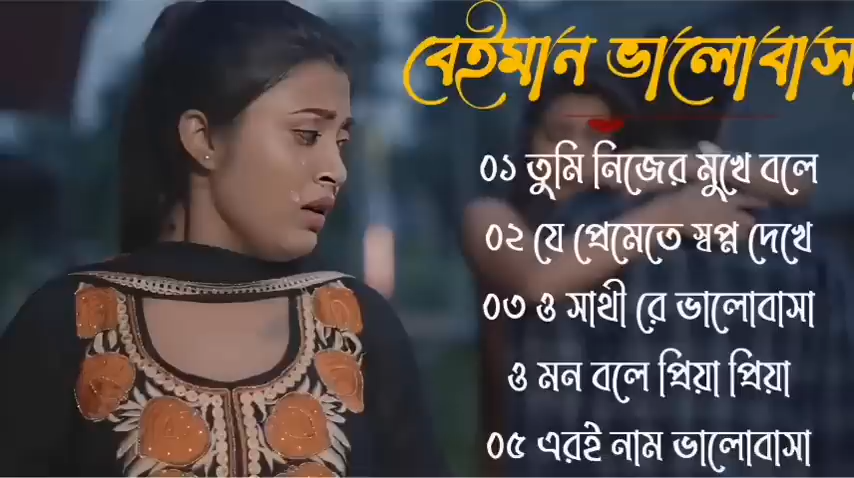 বেইমান ভালোবাসা
০১ তুমি নিজের মুখে বলে
০২ যে প্রেমেতে স্বপ্ন দেখে
০৩ ও সাথী রে ভালোবাসা
ও মন বলে প্রিয়া প্রিয়া
০৫ এরই নাম ভালোবাসা